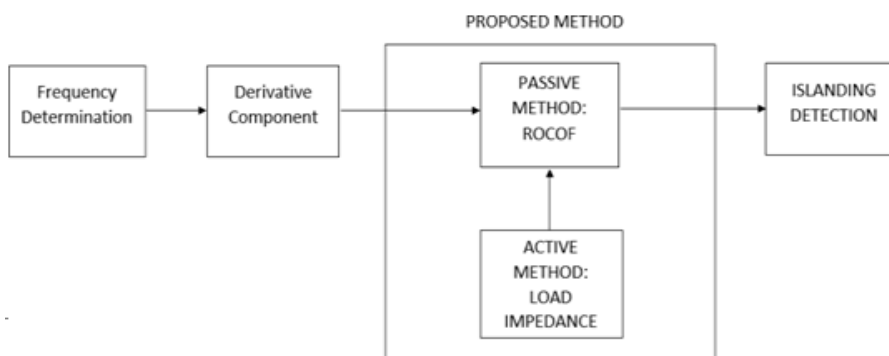 PROPOSED METHOD
Frequency
Determination
Derivative
Component
PASSIVE
METHOD:
ROCOF
ISLANDING
DETECTION
ACTIVE
METHOD:
LOAD
IMPEDANCE